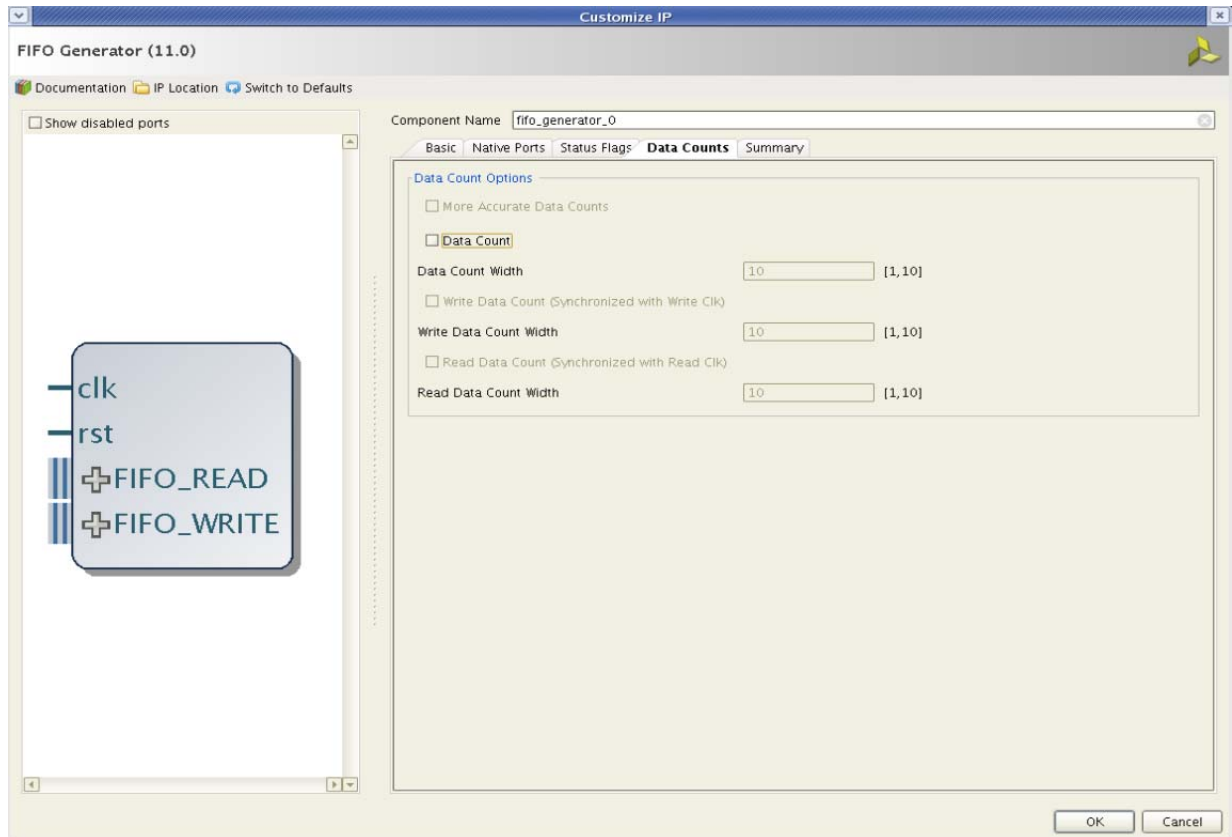 Customize IP
FIFO Generator (11.0)
Documentation IP Location Switch to Defaults
Show disabled ports
Component Name fifo_generator_0
Basic Native Ports Status Flags Data Counts Summary
Data Count Options
More Accurate Data Counts
Data Count
Data Count Width 10 [1,10]
Write Data Count (Synchronized with Write Clk)
Write Data Count Width 10 [1,10]
Read Data Count (Synchronized with Read Clk)
Read Data Count Width 10 [1,10]
clk
rst
FIFO_READ
FIFO_WRITE
OK Cancel